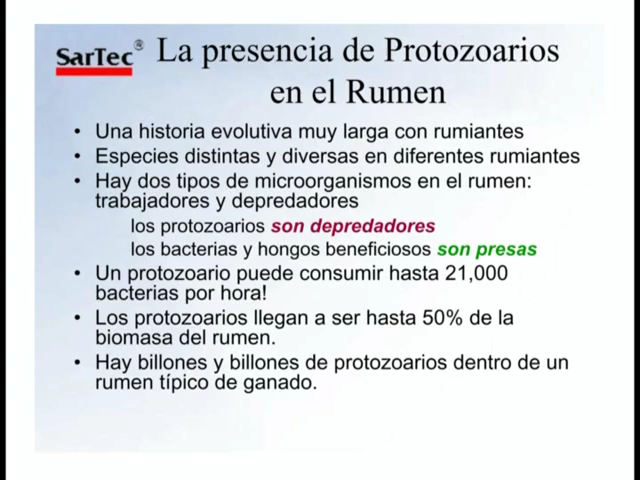 SarTec®
La presencia de Protozoarios
en el Rumen
• Una historia evolutiva muy larga con rumiantes
• Especies distintas y diversas en diferentes rumiantes
• Hay dos tipos de microorganismos en el rumen:
trabajadores y depredadores
los protozoarios son depredadores
los bacterias y hongos beneficiosos son presas
• Un protozoario puede consumir hasta 21,000
bacterias por hora!
• Los protozoarios llegan a ser hasta 50% de la
biomasa del rumen.
• Hay billones y billones de protozoarios dentro de un
rumen típico de ganado.